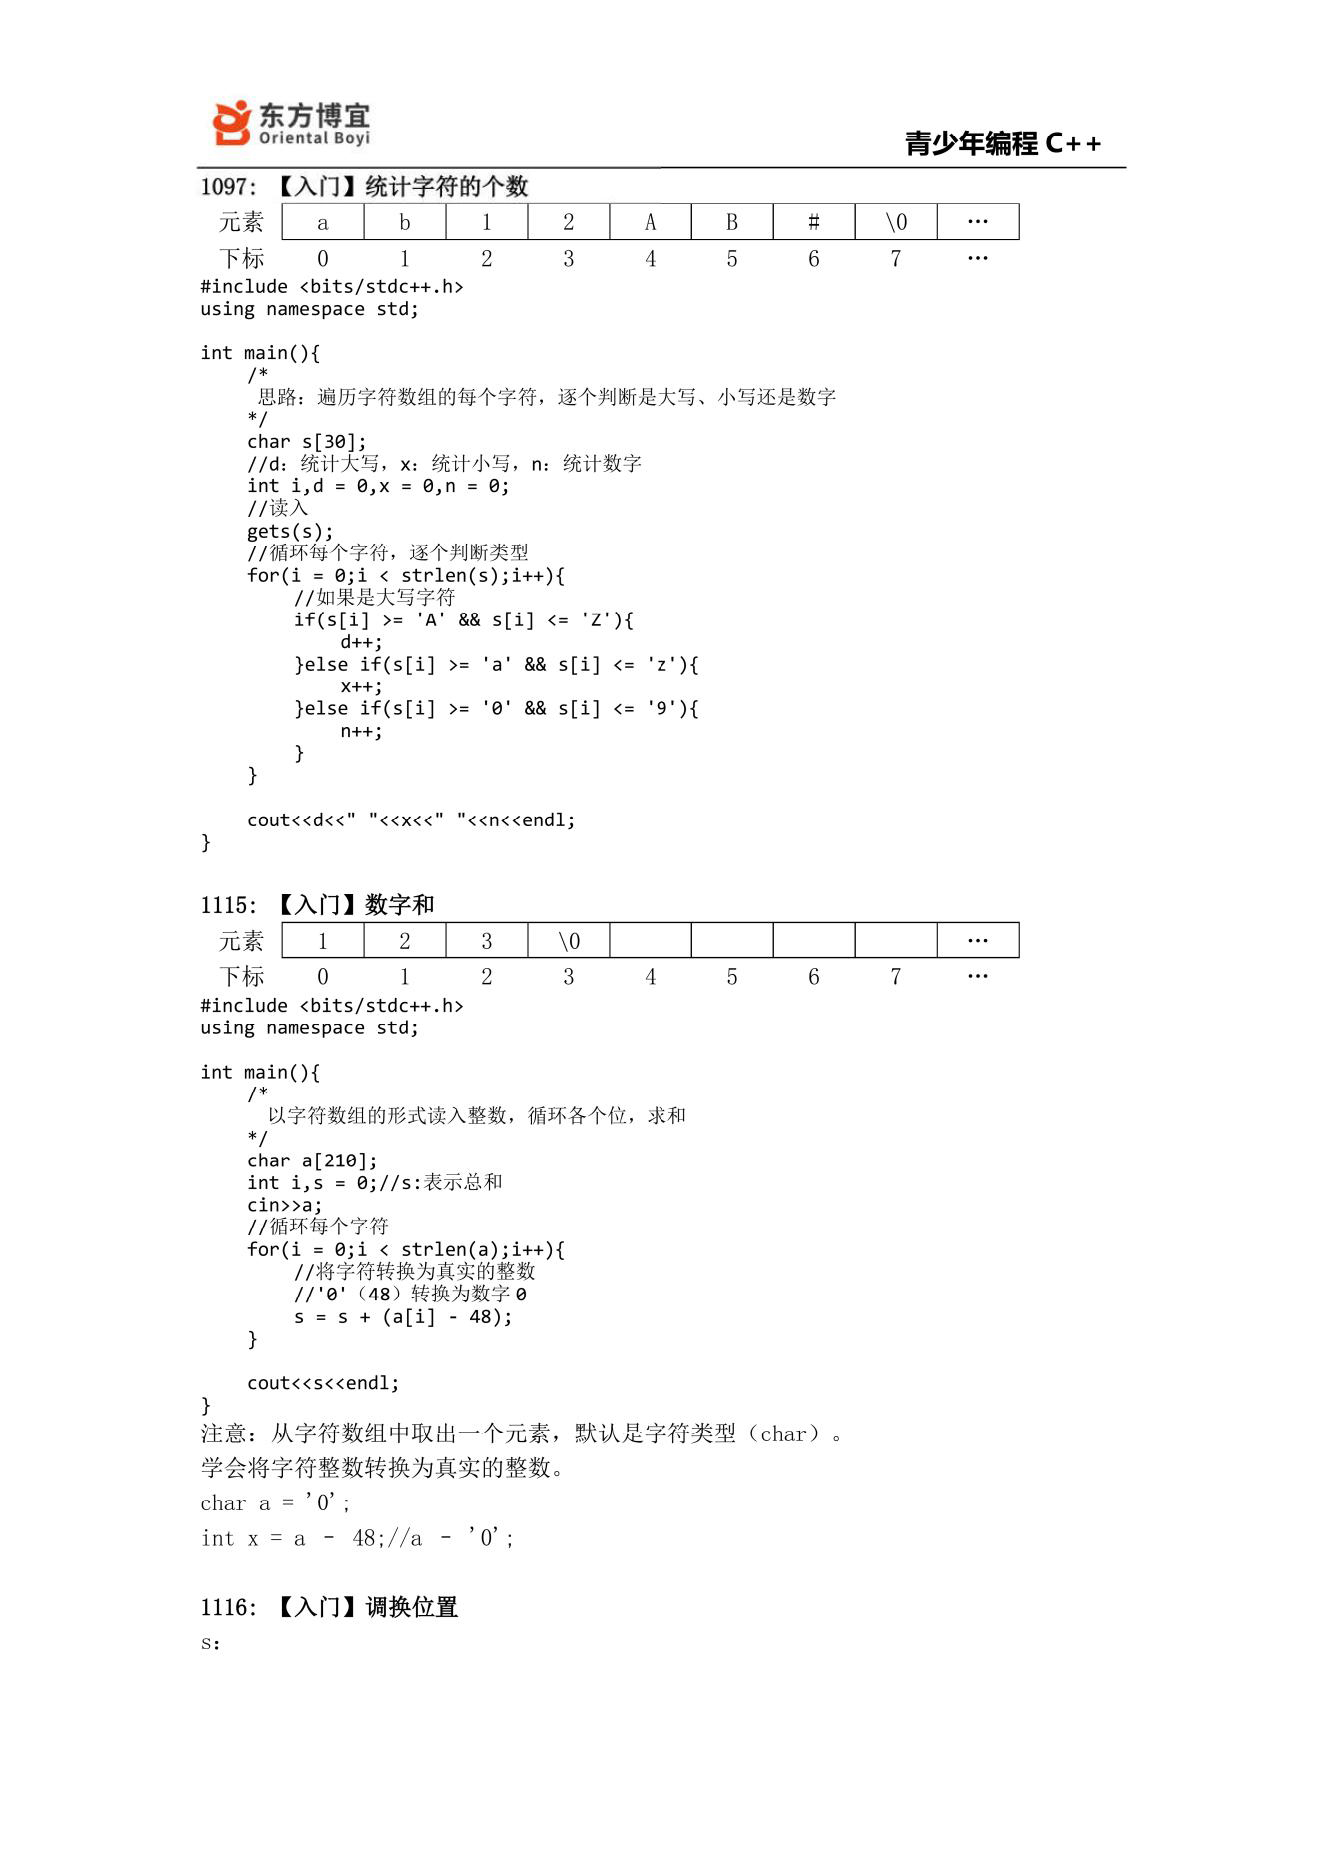 东方博宜
Oriental Boyi
青少年编程 C++
1097: 【入门】统计字符的个数
元素 a b 1 2 A B # \0 …
下标 0 1 2 3 4 5 6 7 …
#include <bits/stdc++.h>
using namespace std;
int main(){
/*
思路：遍历字符数组的每个字符，逐个判断是大写、小写还是数字
*/
char s[30];
//d：统计大写，x：统计小写，n：统计数字
int i,d = 0,x = 0,n = 0;
//读入
gets(s);
//循环每个字符，逐个判断类型
for(i = 0;i < strlen(s);i++){
//如果是大写字符
if(s[i] >= 'A' && s[i] <= 'Z'){
d++;
}else if(s[i] >= 'a' && s[i] <= 'z'){
x++;
}else if(s[i] >= '0' && s[i] <= '9'){
n++;
}
}
cout<<d<<" "<<x<<" "<<n<<endl;
}
1115: 【入门】数字和
元素 1 2 3 \0 …
下标 0 1 2 3 4 5 6 7 …
#include <bits/stdc++.h>
using namespace std;
int main(){
/*
以字符数组的形式读入整数，循环各个位，求和
*/
char a[210];
int i,s = 0;//s:表示总和
cin>>a;
//循环每个字符
for(i = 0;i < strlen(a);i++){
//将字符转换为真实的整数
//'0'（48）转换为数字 0
s = s + (a[i] - 48);
}
cout<<s<<endl;
}
注意：从字符数组中取出一个元素，默认是字符类型（char）。
学会将字符整数转换为真实的整数。
char a = '0';
int x = a – 48;//a – '0';
1116: 【入门】调换位置
s：